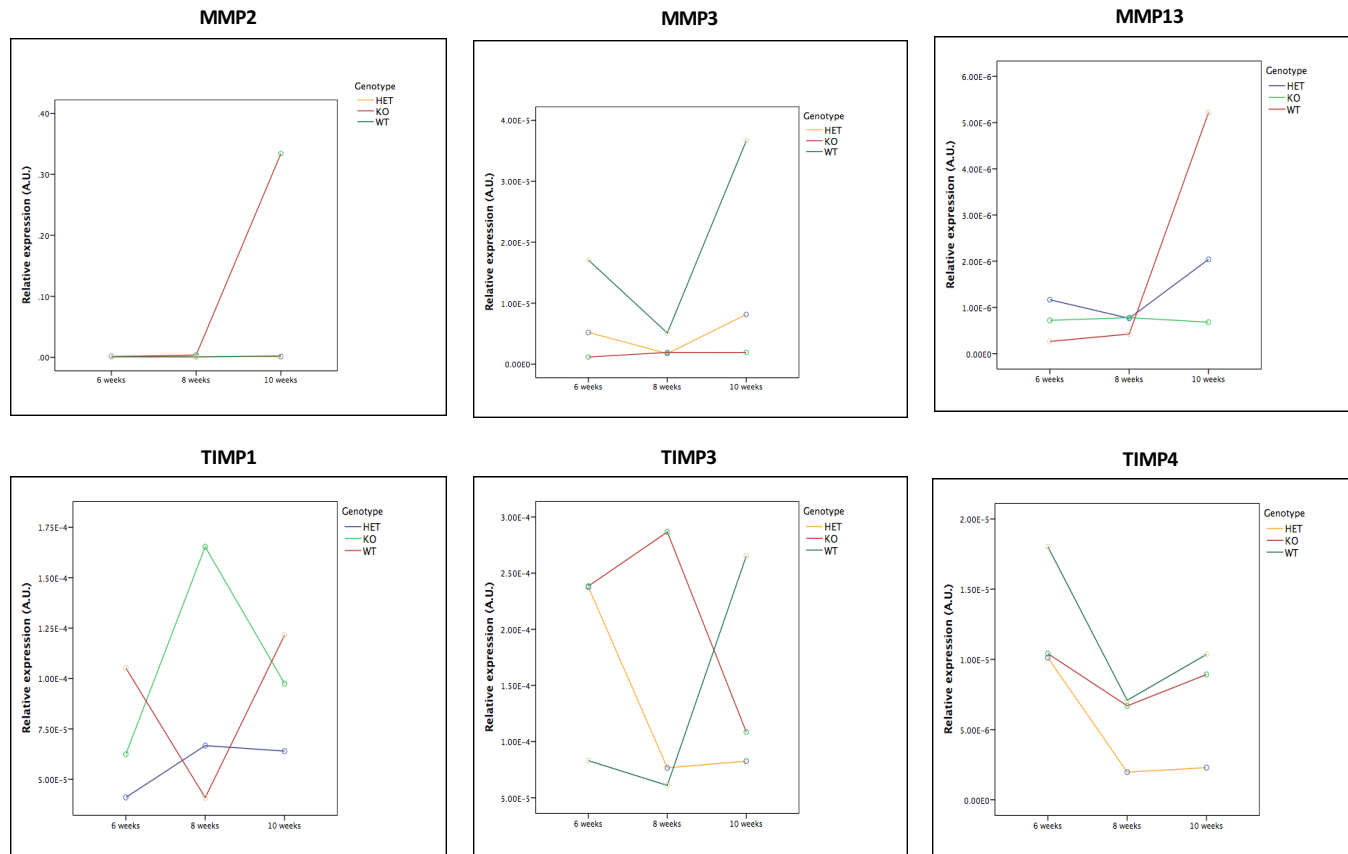 MMP2
Genotype
HET
KO
WT
Relative expression (A.U.)
.40
.30
.20
.10
.00
6 weeks
8 weeks
10 weeks
MMP3
Genotype
HET
KO
WT
Relative expression (A.U.)
4.00E-5
3.00E-5
2.00E-5
1.00E-5
0.00E0
6 weeks
8 weeks
10 weeks
MMP13
Genotype
HET
KO
WT
Relative expression (A.U.)
6.00E-6
5.00E-6
4.00E-6
3.00E-6
2.00E-6
1.00E-6
0.00E0
6 weeks
8 weeks
10 weeks
TIMP1
Genotype
HET
KO
WT
Relative expression (A.U.)
1.75E-4
1.50E-4
1.25E-4
1.00E-4
7.50E-5
5.00E-5
6 weeks
8 weeks
10 weeks
TIMP3
Genotype
HET
KO
WT
Relative expression (A.U.)
3.00E-4
2.50E-4
2.00E-4
1.50E-4
1.00E-4
5.00E-5
6 weeks
8 weeks
10 weeks
TIMP4
Genotype
HET
KO
WT
Relative expression (A.U.)
2.00E-5
1.50E-5
1.00E-5
5.00E-6
0.00E0
6 weeks
8 weeks
10 weeks